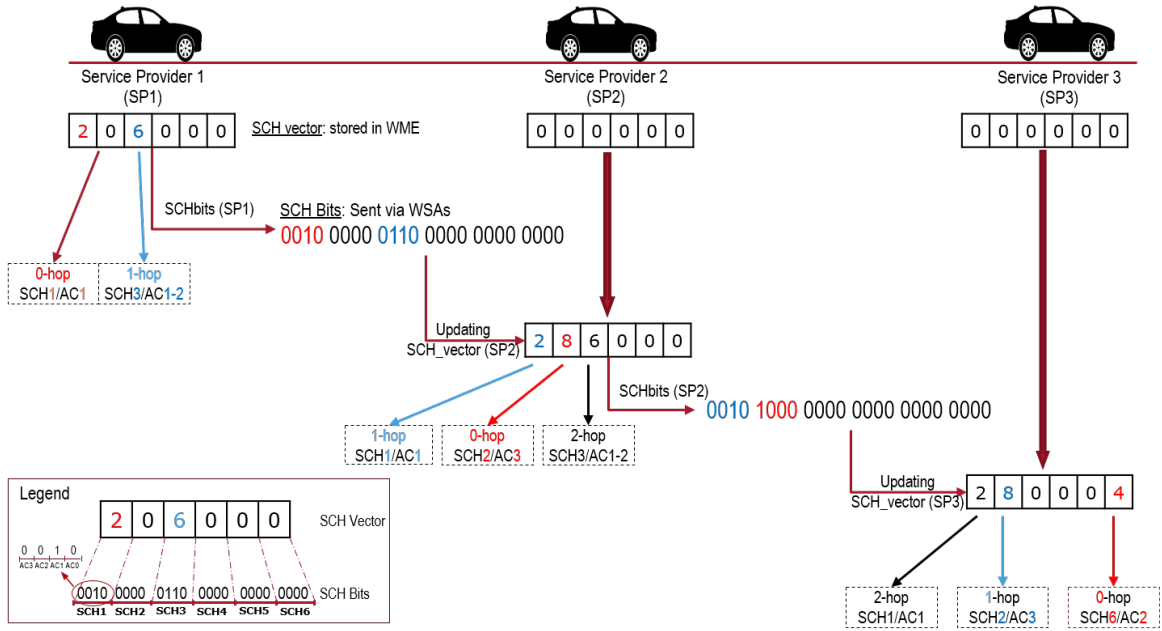 Service Provider 1
(SP1)
Service Provider 2
(SP2)
Service Provider 3
(SP3)
2 0 6 0 0 0
SCH vector: stored in WME
0 0 0 0 0 0
0 0 0 0 0 0
SCHbits (SP1)
SCH Bits: Sent via WSAs
0010 0000 0110 0000 0000 0000
0-hop
SCH1/AC1
1-hop
SCH3/AC1-2
Updating
SCH_vector (SP2)
2 8 6 0 0 0
SCHbits (SP2)
0010 1000 0000 0000 0000 0000
1-hop
SCH1/AC1
0-hop
SCH2/AC3
2-hop
SCH3/AC1-2
Updating
SCH_vector (SP3)
2 8 0 0 0 4
2-hop
SCH1/AC1
1-hop
SCH2/AC3
0-hop
SCH6/AC2
Legend
2 0 6 0 0 0
SCH Vector
0 0 1 0
AC3 AC2 AC1 AC0
0010 0000 0110 0000 0000 0000
SCH Bits
SCH1 SCH2 SCH3 SCH4 SCH5 SCH6